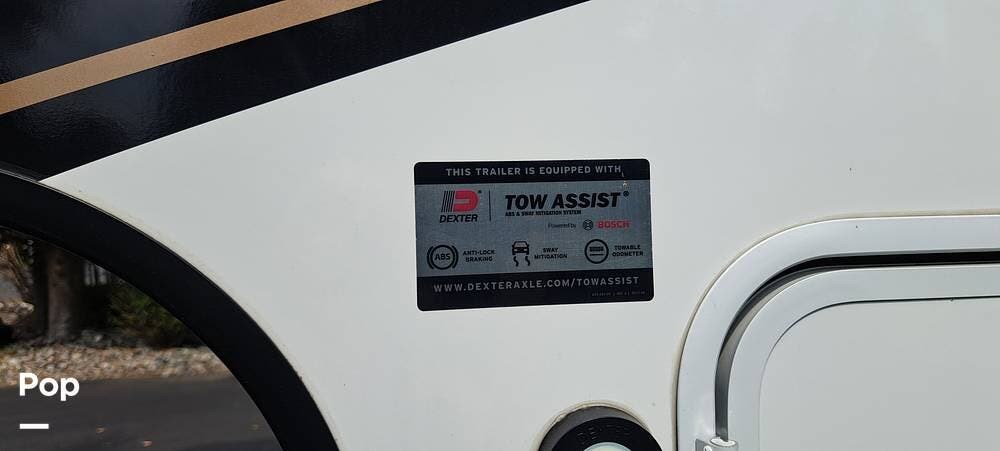 THIS TRAILER IS EQUIPPED WITH
DEXTER
TOW ASSIST®
ABS & SWAY MITIGATION SYSTEM
Powered by BOSCH
ABS
ANTI-LOCK
BRAKING
SWAY
MITIGATION
TOWABLE
ODOMETER
WWW.DEXTERAXLE.COM/TOWASSIST
DEXTER
Pop